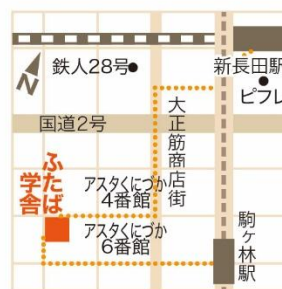 N
鉄人28号
新長田駅
ピフレ
国道2号
大正筋商店街
ふたば
学舎
アスタくにづか
4番館
アスタくにづか
6番館
駒ヶ林駅